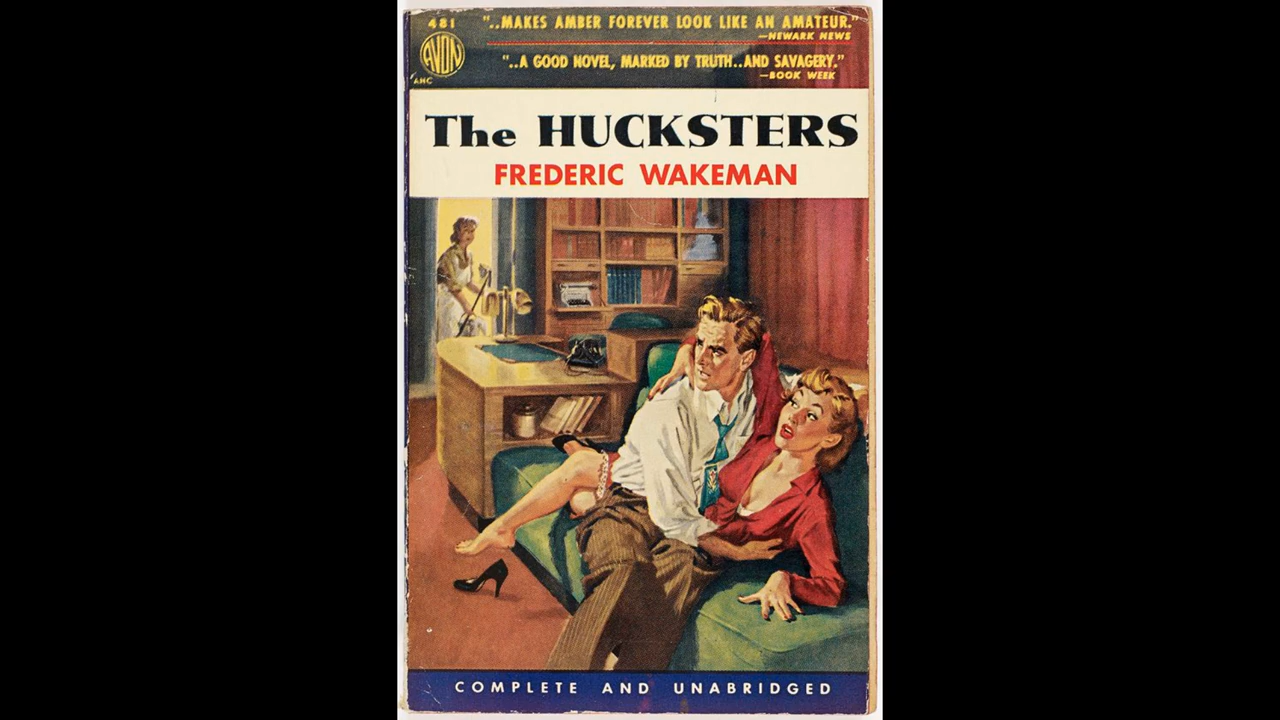 481
AVON
AHC
"..MAKES AMBER FOREVER LOOK LIKE AN AMATEUR."
—NEWARK NEWS
"..A GOOD NOVEL, MARKED BY TRUTH..AND SAVAGERY."
—BOOK WEEK
The HUCKSTERS
FREDERIC WAKEMAN
COMPLETE AND UNABRIDGED